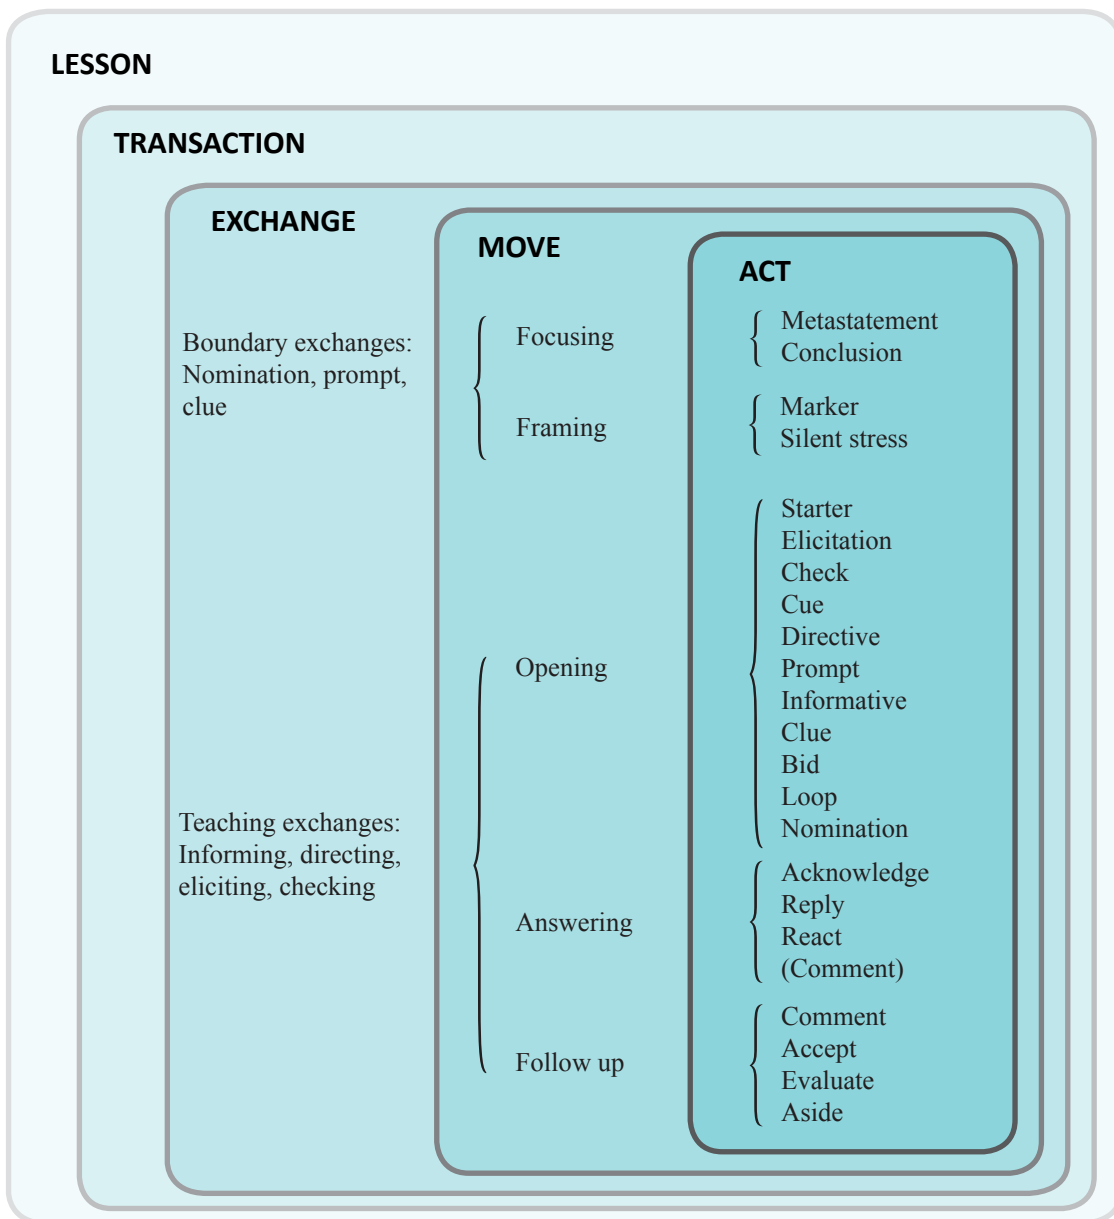 LESSON
TRANSACTION
EXCHANGE
MOVE
ACT
Boundary exchanges:
Nomination, prompt,
clue
Focusing
Framing
Metastatement
Conclusion
Marker
Silent stress
Teaching exchanges:
Informing, directing,
eliciting, checking
Opening
Answering
Follow up
Starter
Elicitation
Check
Cue
Directive
Prompt
Informative
Clue
Bid
Loop
Nomination
Acknowledge
Reply
React
(Comment)
Comment
Accept
Evaluate
Aside